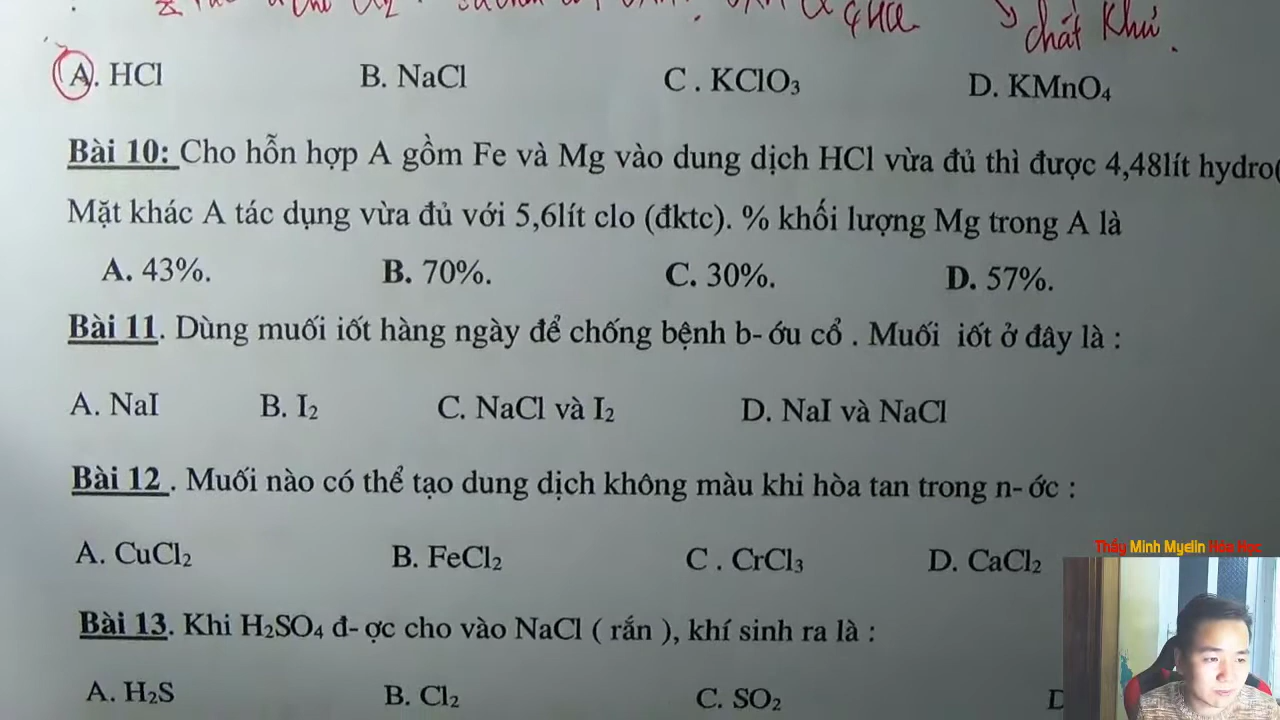 chất khử.
A. HCl B. NaCl C . KClO₃ D. KMnO₄
Bài 10: Cho hỗn hợp A gồm Fe và Mg vào dung dịch HCl vừa đủ thì được 4,48lít hydro(
Mặt khác A tác dụng vừa đủ với 5,6lít clo (đktc). % khối lượng Mg trong A là
A. 43%. B. 70%. C. 30%. D. 57%.
Bài 11. Dùng muối iốt hàng ngày để chống bệnh b- ớu cổ . Muối iốt ở đây là :
A. NaI B. I₂ C. NaCl và I₂ D. NaI và NaCl
Bài 12 . Muối nào có thể tạo dung dịch không màu khi hòa tan trong n- ớc :
A. CuCl₂ B. FeCl₂ C . CrCl₃ D. CaCl₂
Thầy Minh Myelin Hóa Học
Bài 13. Khi H₂SO₄ đ- ợc cho vào NaCl ( rắn ), khí sinh ra là :
A. H₂S B. Cl₂ C. SO₂ D